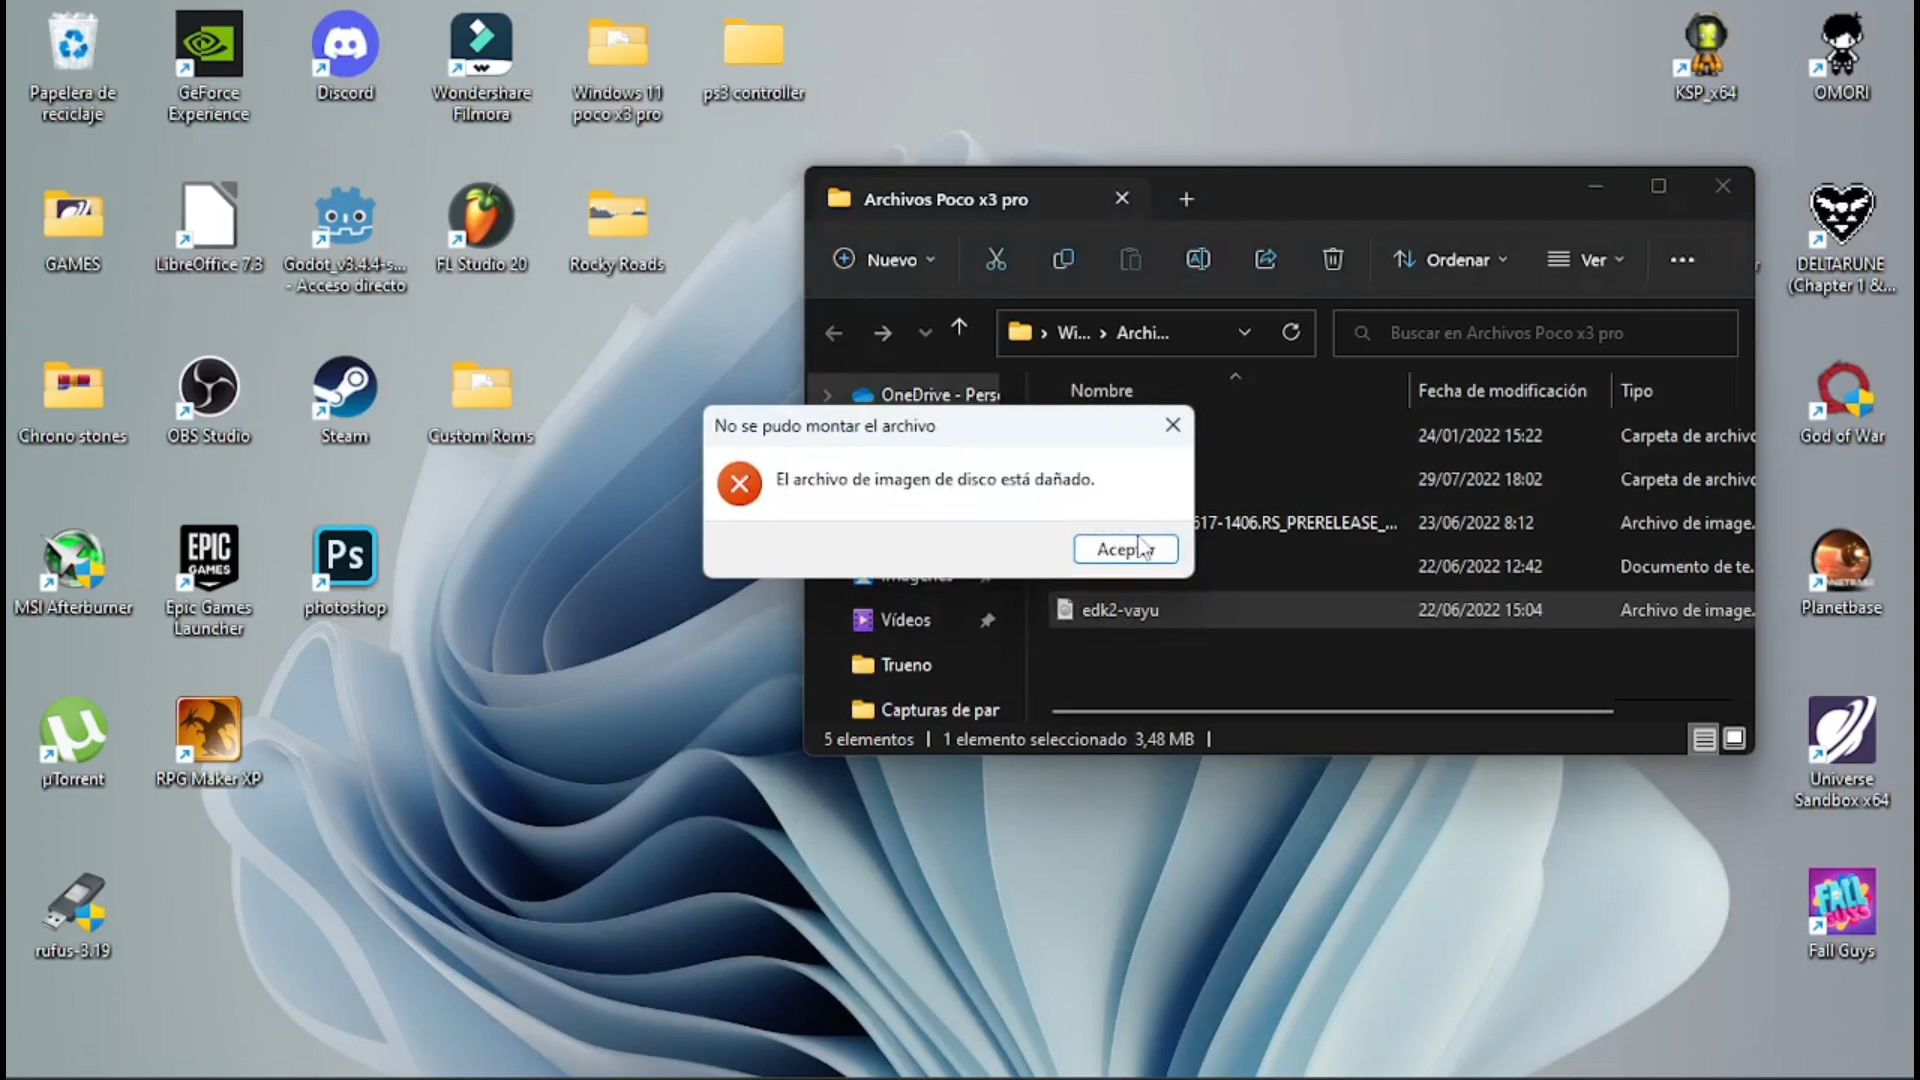 Papelera de
reciclaje
GeForce
Experience
Discord
Wondershare
Filmora
Windows 11
poco x3 pro
ps3 controller
KSP_x64
OMORI
GAMES
LibreOffice 7.3
Godot_v3.4.4-s...
- Acceso directo
FL Studio 20
Rocky Roads
DELTARUNE
(Chapter 1 &...
Chrono stones
OBS Studio
Steam
Custom Roms
God of War
MSI Afterburner
EPIC
GAMES
Epic Games
Launcher
Ps
photoshop
Planetbase
µTorrent
RPG Maker XP
Universe
Sandbox x64
rufus-3.19
FALL
GUYS
Fall Guys
Archivos Poco x3 pro
Nuevo
Ordenar
Ver
Wi... › Archi...
Buscar en Archivos Poco x3 pro
OneDrive - Pers
Nombre
Fecha de modificación
Tipo
24/01/2022 15:22
Carpeta de archivo
29/07/2022 18:02
Carpeta de archivo
617-1406.RS_PRERELEASE_...
23/06/2022 8:12
Archivo de image.
22/06/2022 12:42
Documento de te.
edk2-vayu
22/06/2022 15:04
Archivo de image.
Imágenes
Vídeos
Trueno
Capturas de par
5 elementos | 1 elemento seleccionado 3,48 MB |
No se pudo montar el archivo
El archivo de imagen de disco está dañado.